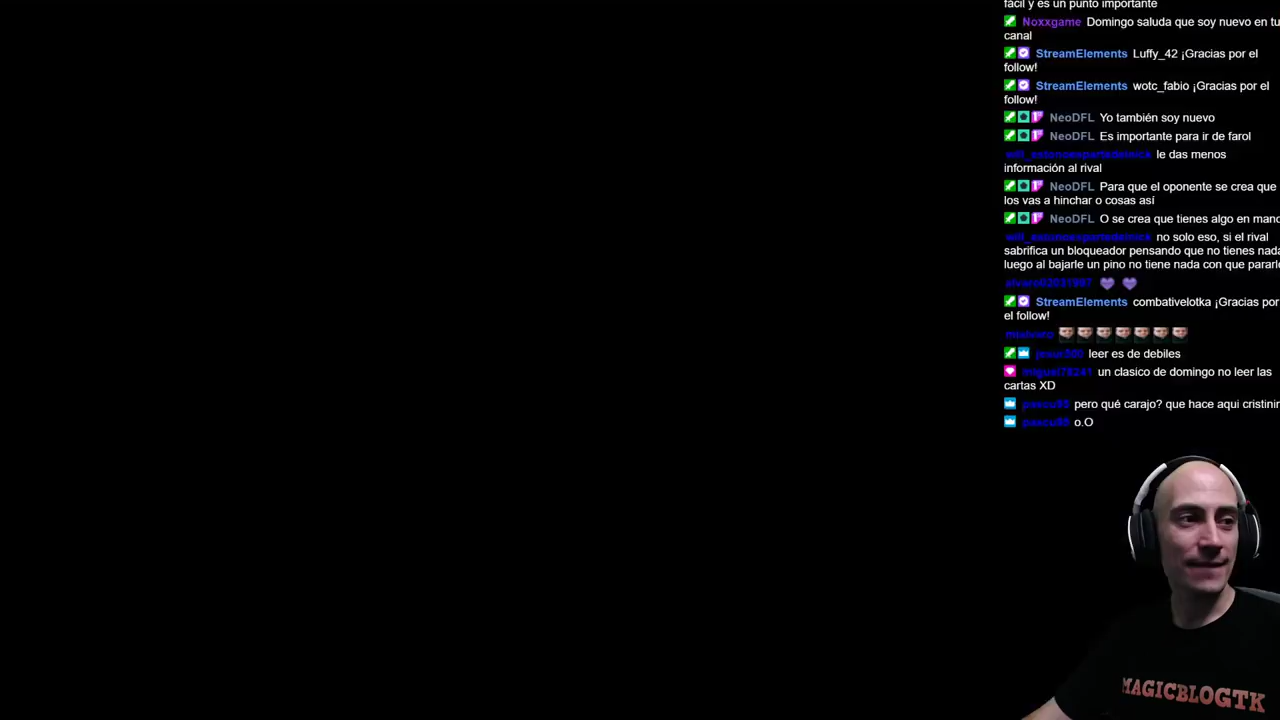 fácil y es un punto importante
Noxxgame Domingo saluda que soy nuevo en tu
canal
StreamElements Luffy_42 ¡Gracias por el
follow!
StreamElements wotc_fabio ¡Gracias por el
follow!
NeoDFL Yo también soy nuevo
NeoDFL Es importante para ir de farol
le das menos
información al rival
NeoDFL Para que el oponente se crea que
los vas a hinchar o cosas así
NeoDFL O se crea que tienes algo en mano
no solo eso, si el rival
sabrifica un bloqueador pensando que no tienes nada
luego al bajarle un pino no tiene nada con que pararle
StreamElements combativelotka ¡Gracias por
el follow!
leer es de debiles
miguel78241 un clasico de domingo no leer las
cartas XD
pascu88 pero qué carajo? que hace aqui cristinin
pascu88 o.O
MAGICBLOGTK